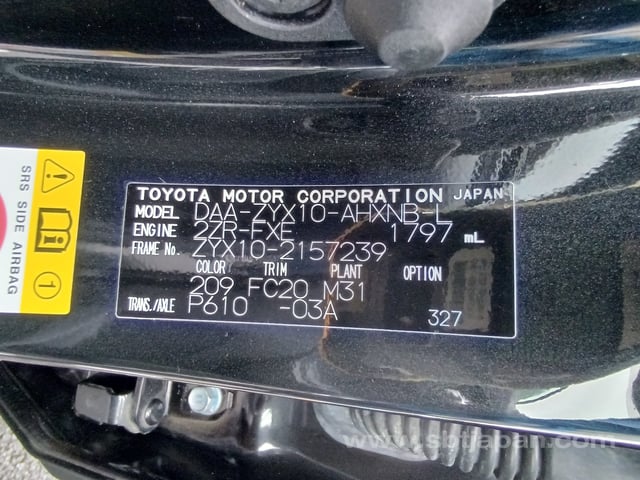 TOYOTA MOTOR CORPORATION JAPAN
MODEL DAA-ZYX10-AHXNB-L
ENGINE 2ZR-FXE 1797 mL
FRAME No. ZYX10-2157239
COLOR TRIM PLANT OPTION
209 FC20 M31
TRANS./AXLE P610 -03A 327
SRS SIDE AIRBAG
1
www.sbtjapan.com